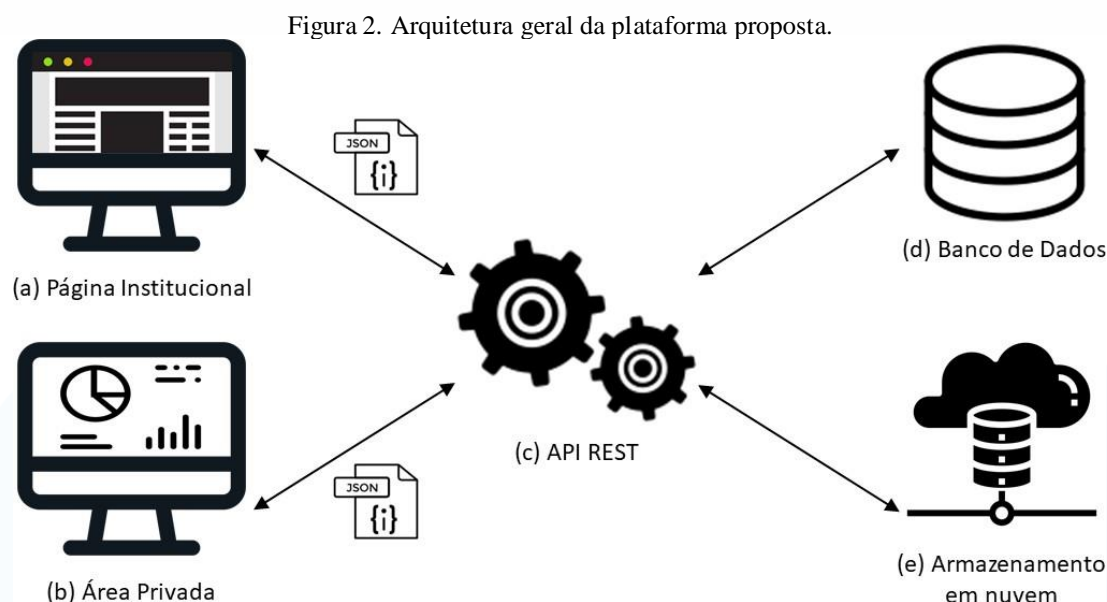 Figura 2. Arquitetura geral da plataforma proposta.
JSON
{i}
(a) Página Institucional
(d) Banco de Dados
(c) API REST
JSON
{i}
(b) Área Privada
(e) Armazenamento
em nuvem